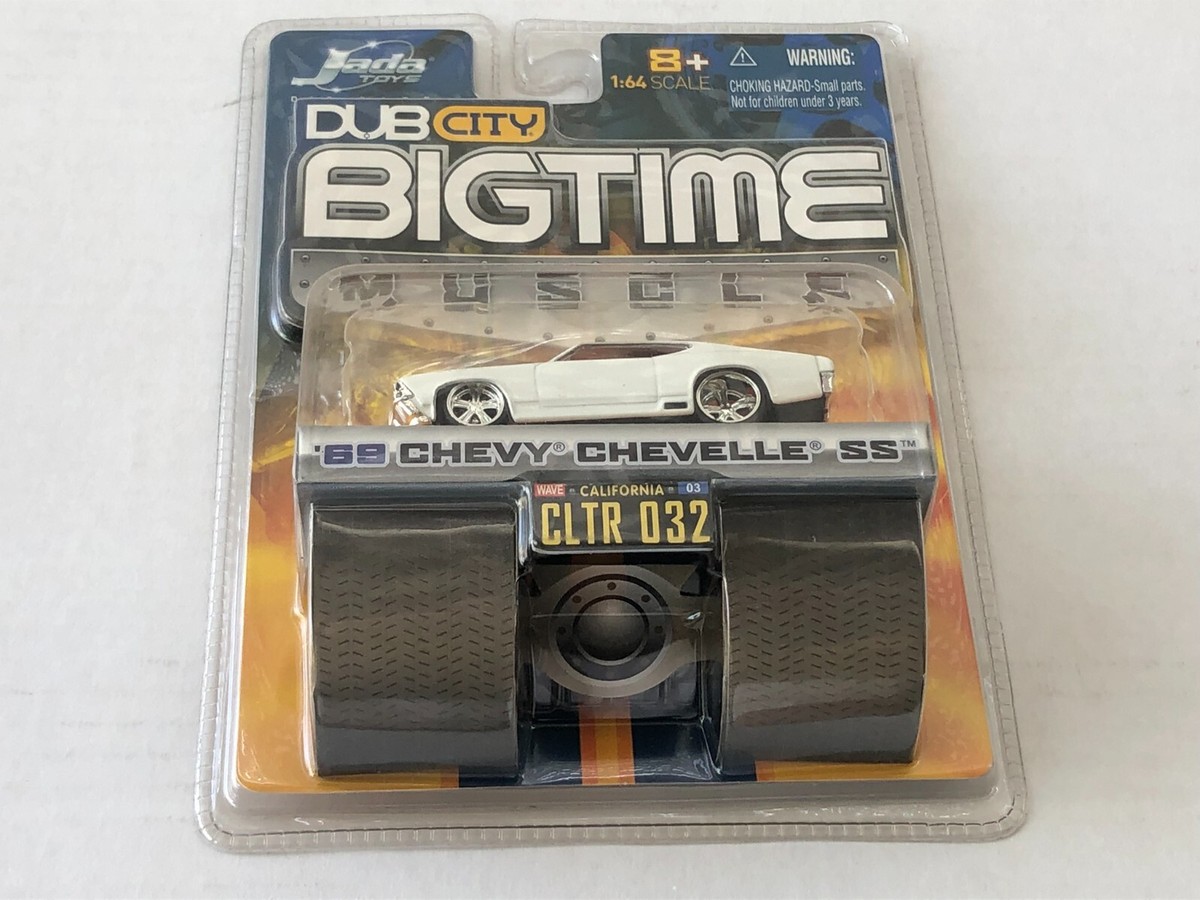 Jada
TOYS
8+
1:64 SCALE
WARNING:
CHOKING HAZARD-Small parts.
Not for children under 3 years.
DUB CITY
BIGTIME
MUSCLE
'69 CHEVY® CHEVELLE® SS™
WAVE CALIFORNIA 03
CLTR 032